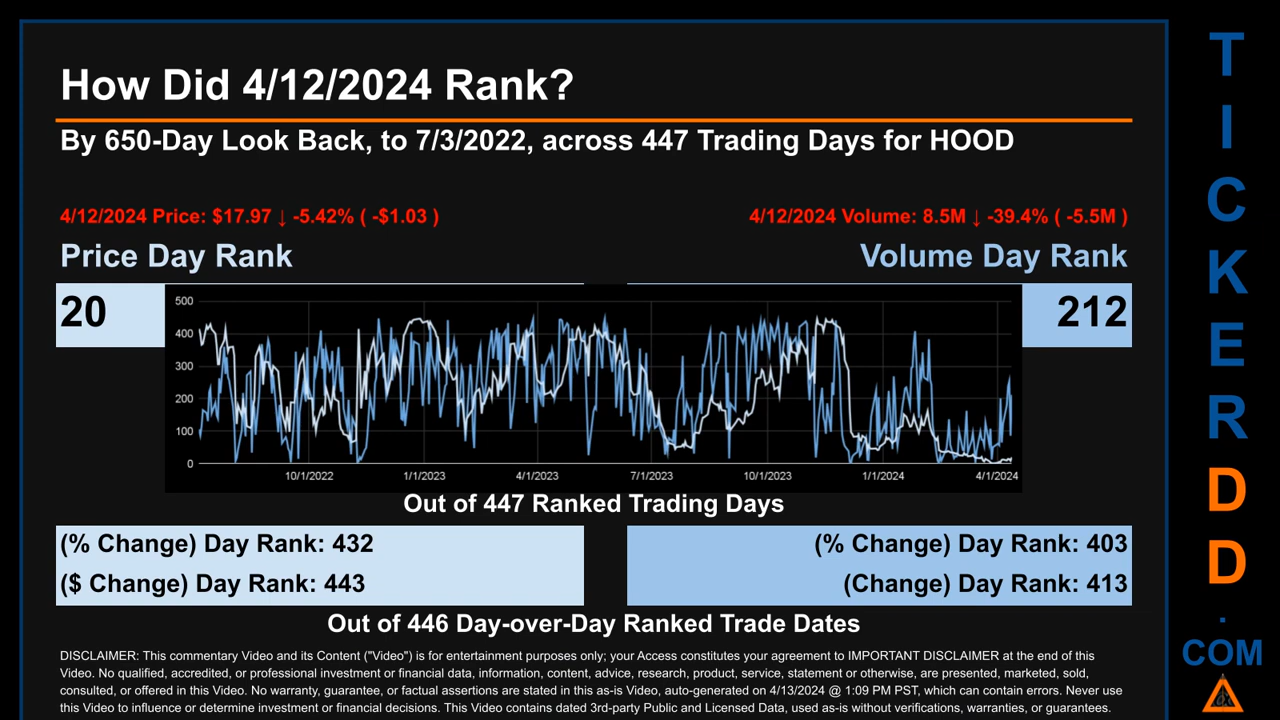 How Did 4/12/2024 Rank?
By 650-Day Look Back, to 7/3/2022, across 447 Trading Days for HOOD
4/12/2024 Price: $17.97 ↓ -5.42% ( -$1.03 )
4/12/2024 Volume: 8.5M ↓ -39.4% ( -5.5M )
Price Day Rank
Volume Day Rank
20
212
500
400
300
200
100
0
10/1/2022 1/1/2023 4/1/2023 7/1/2023 10/1/2023 1/1/2024 4/1/2024
Out of 447 Ranked Trading Days
(% Change) Day Rank: 432
($ Change) Day Rank: 443
(% Change) Day Rank: 403
(Change) Day Rank: 413
Out of 446 Day-over-Day Ranked Trade Dates
DISCLAIMER: This commentary Video and its Content ("Video") is for entertainment purposes only; your Access constitutes your agreement to IMPORTANT DISCLAIMER at the end of this
Video. No qualified, accredited, or professional investment or financial data, information, content, advice, research, product, service, statement or otherwise, are presented, marketed, sold,
consulted, or offered in this Video. No warranty, guarantee, or factual assertions are stated in this as-is Video, auto-generated on 4/13/2024 @ 1:09 PM PST, which can contain errors. Never use
this Video to influence or determine investment or financial decisions. This Video contains dated 3rd-party Public and Licensed Data, used as-is without verifications, warranties, or guarantees.
T
I
C
K
E
R
D
D
.
COM